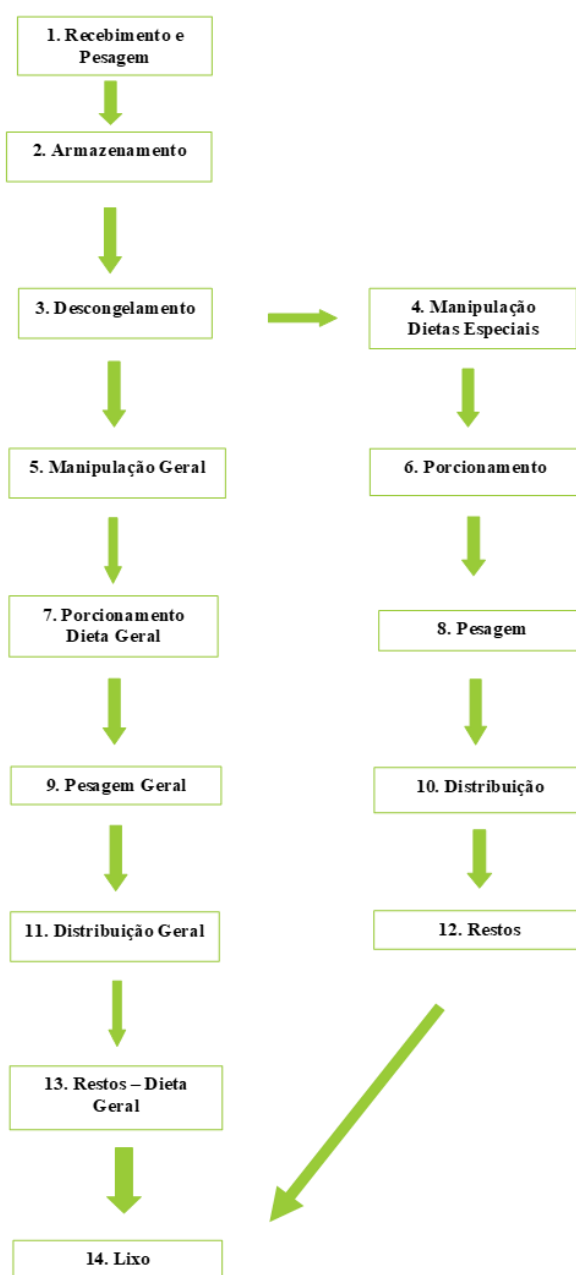 1. Recebimento e
Pesagem
2. Armazenamento
3. Descongelamento
4. Manipulação
Dietas Especiais
5. Manipulação Geral
6. Porcionamento
7. Porcionamento
Dieta Geral
8. Pesagem
9. Pesagem Geral
10. Distribuição
11. Distribuição Geral
12. Restos
13. Restos – Dieta
Geral
14. Lixo